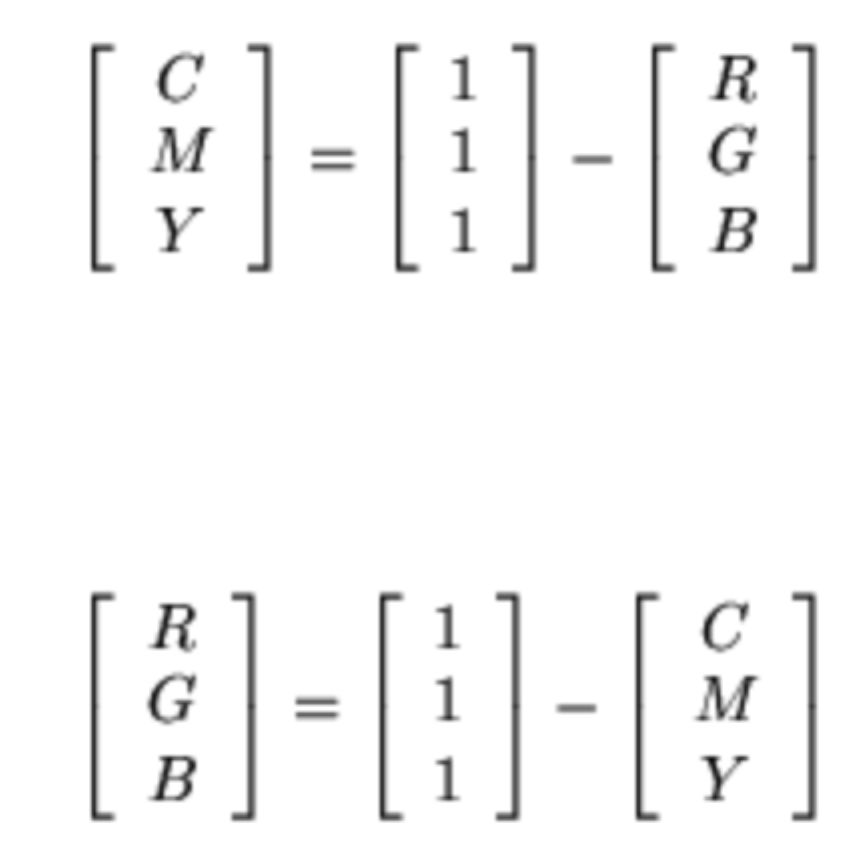 C 1 R
M = 1 − G
Y 1 B
R 1 C
G = 1 − M
B 1 Y